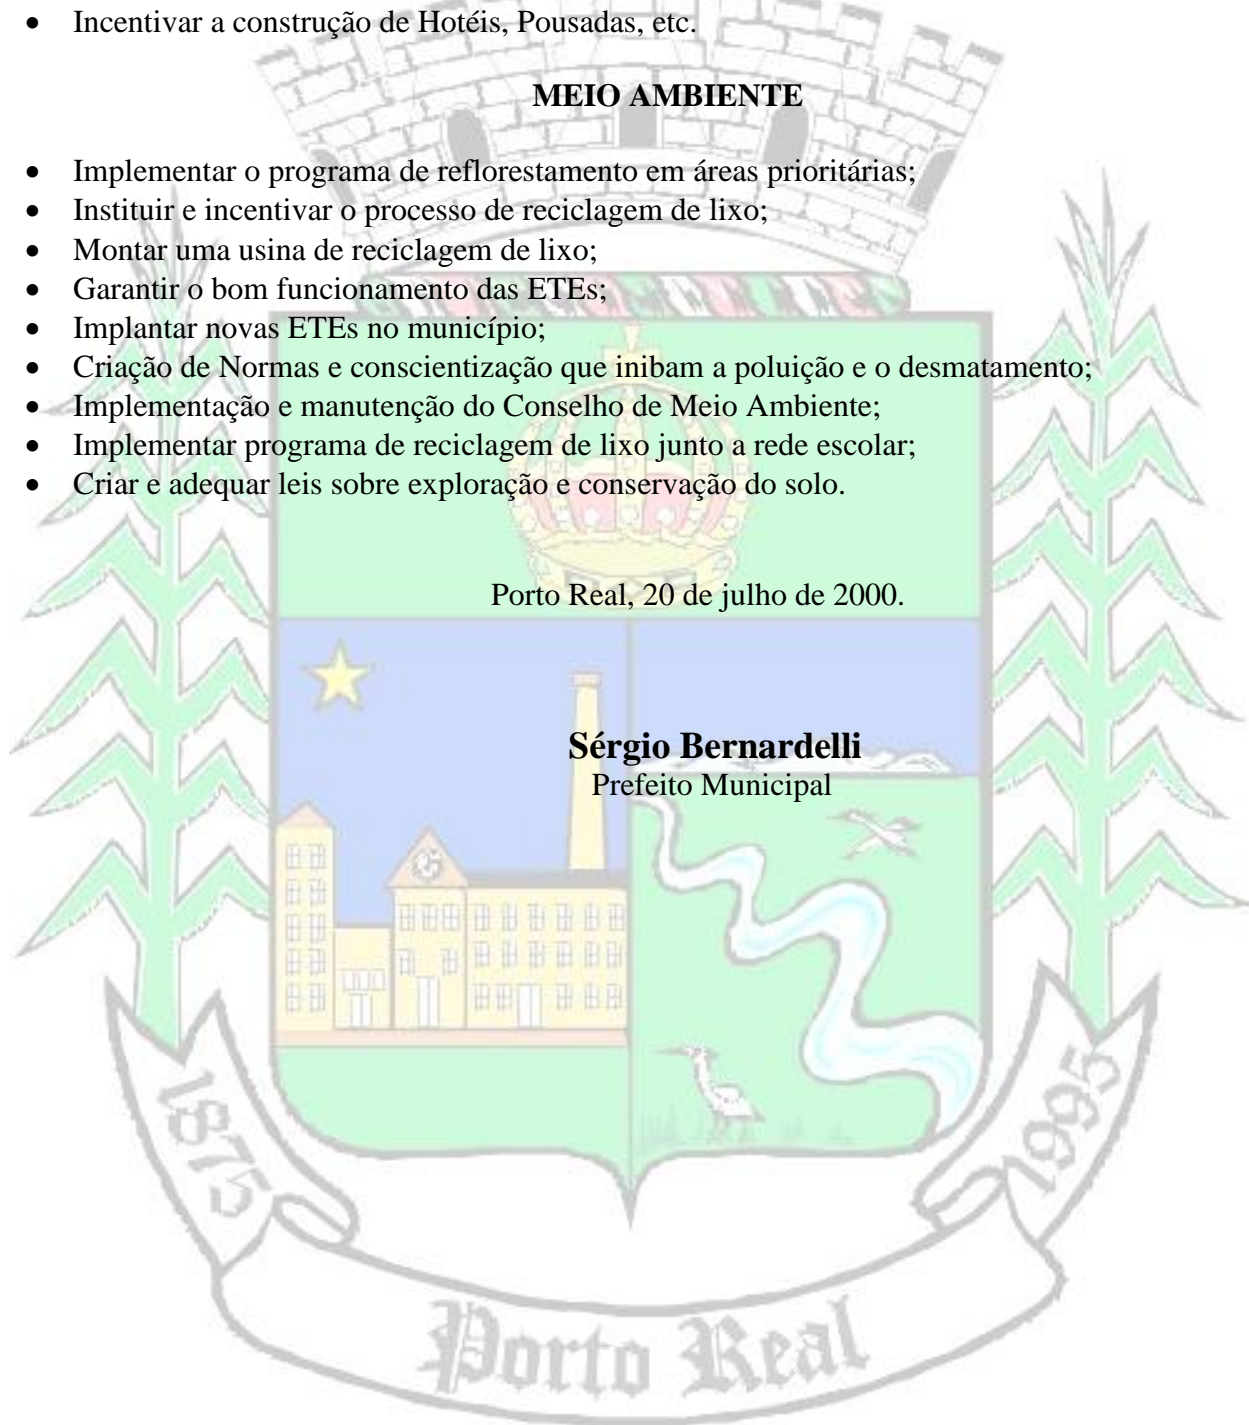 • Incentivar a construção de Hotéis, Pousadas, etc.
MEIO AMBIENTE
• Implementar o programa de reflorestamento em áreas prioritárias;
• Instituir e incentivar o processo de reciclagem de lixo;
• Montar uma usina de reciclagem de lixo;
• Garantir o bom funcionamento das ETEs;
• Implantar novas ETEs no município;
• Criação de Normas e conscientização que inibam a poluição e o desmatamento;
• Implementação e manutenção do Conselho de Meio Ambiente;
• Implementar programa de reciclagem de lixo junto a rede escolar;
• Criar e adequar leis sobre exploração e conservação do solo.
Porto Real, 20 de julho de 2000.
Sérgio Bernardelli
Prefeito Municipal
1875
1995
Porto Real